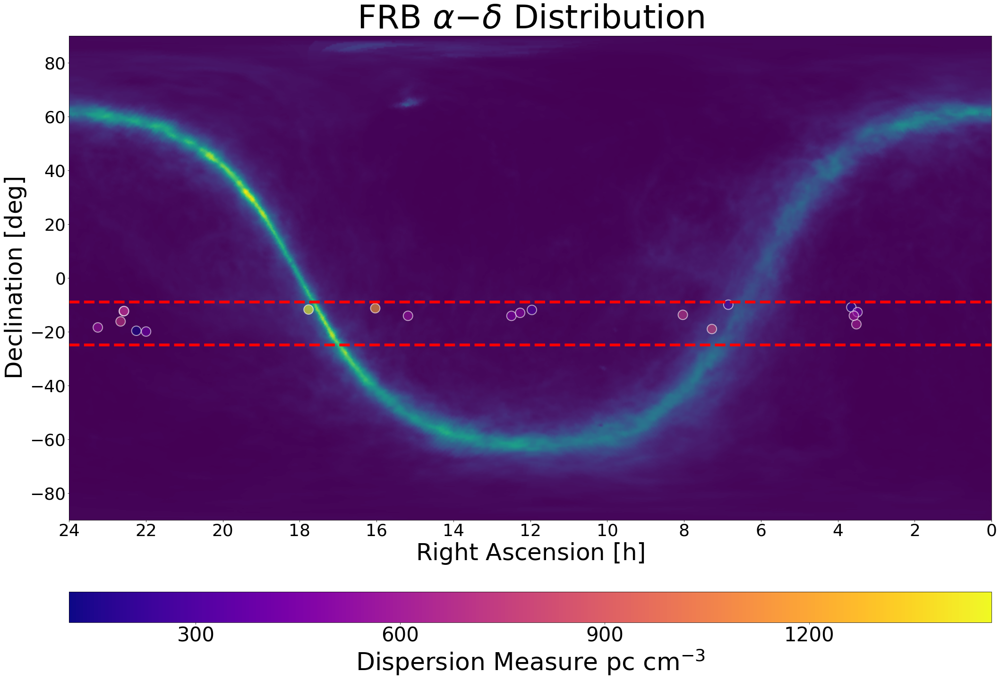 FRB α−δ Distribution
Declination [deg]
80
60
40
20
0
−20
−40
−60
−80
24 22 20 18 16 14 12 10 8 6 4 2 0
Right Ascension [h]
300 600 900 1200
Dispersion Measure pc cm⁻³